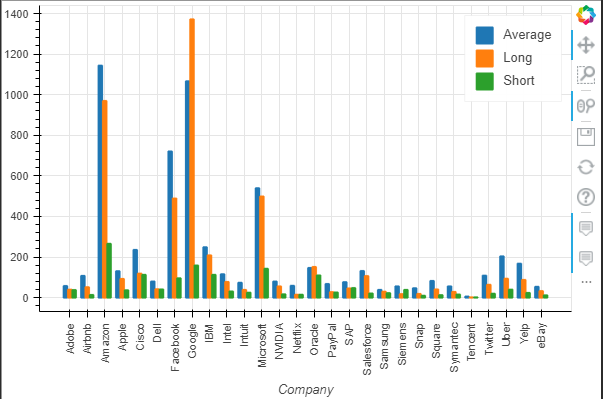 1400
1200
1000
800
600
400
200
0
Average
Long
Short
Adobe
Airbnb
Amazon
Apple
Cisco
Dell
Facebook
Google
IBM
Intel
Intuit
Microsoft
NVIDIA
Netflix
Oracle
PayPal
SAP
Salesforce
Samsung
Siemens
Snap
Square
Symantec
Tencent
Twitter
Uber
Yelp
eBay
Company